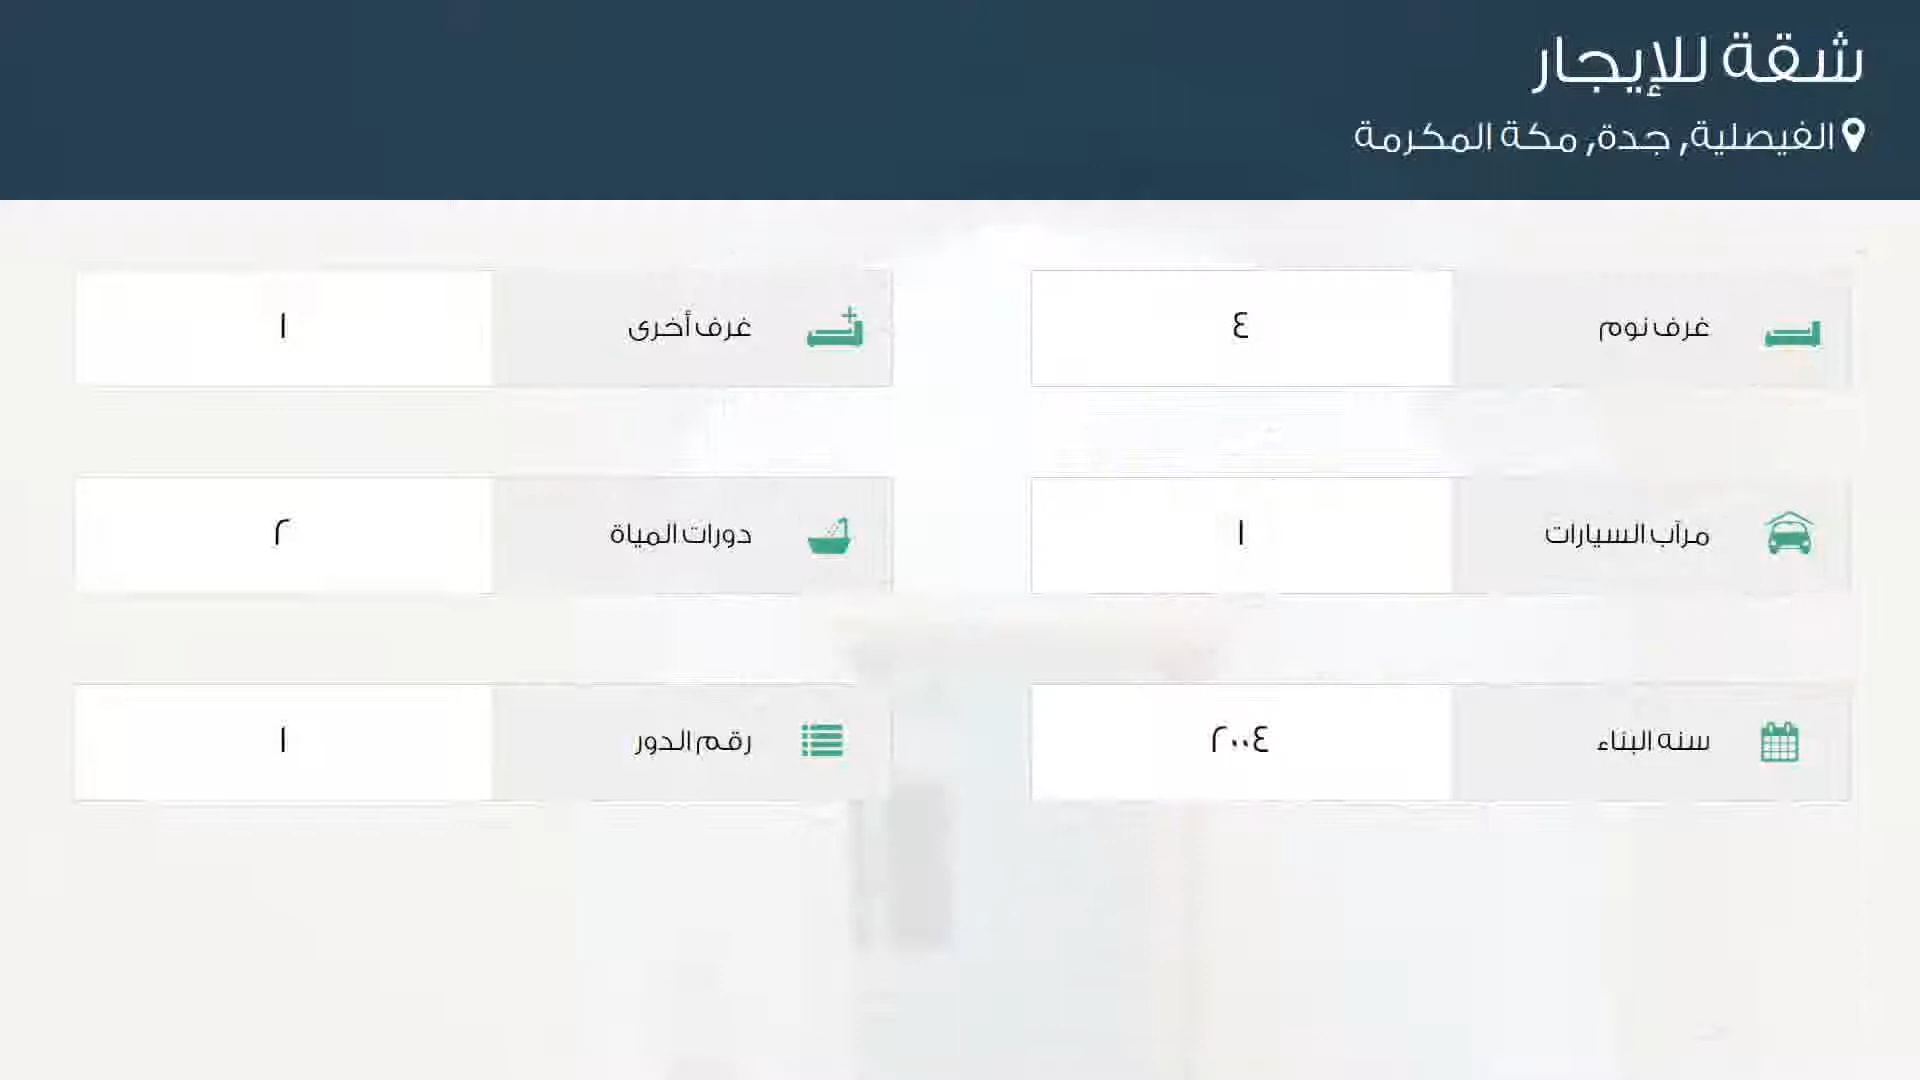 شقة للإيجار
الفيصلية, جدة, مكة المكرمة
غرف نوم ٤
غرف أخرى ١
مرآب السيارات ١
دورات المياة ٢
سنه البناء ٢٠٠٤
رقم الدور ١